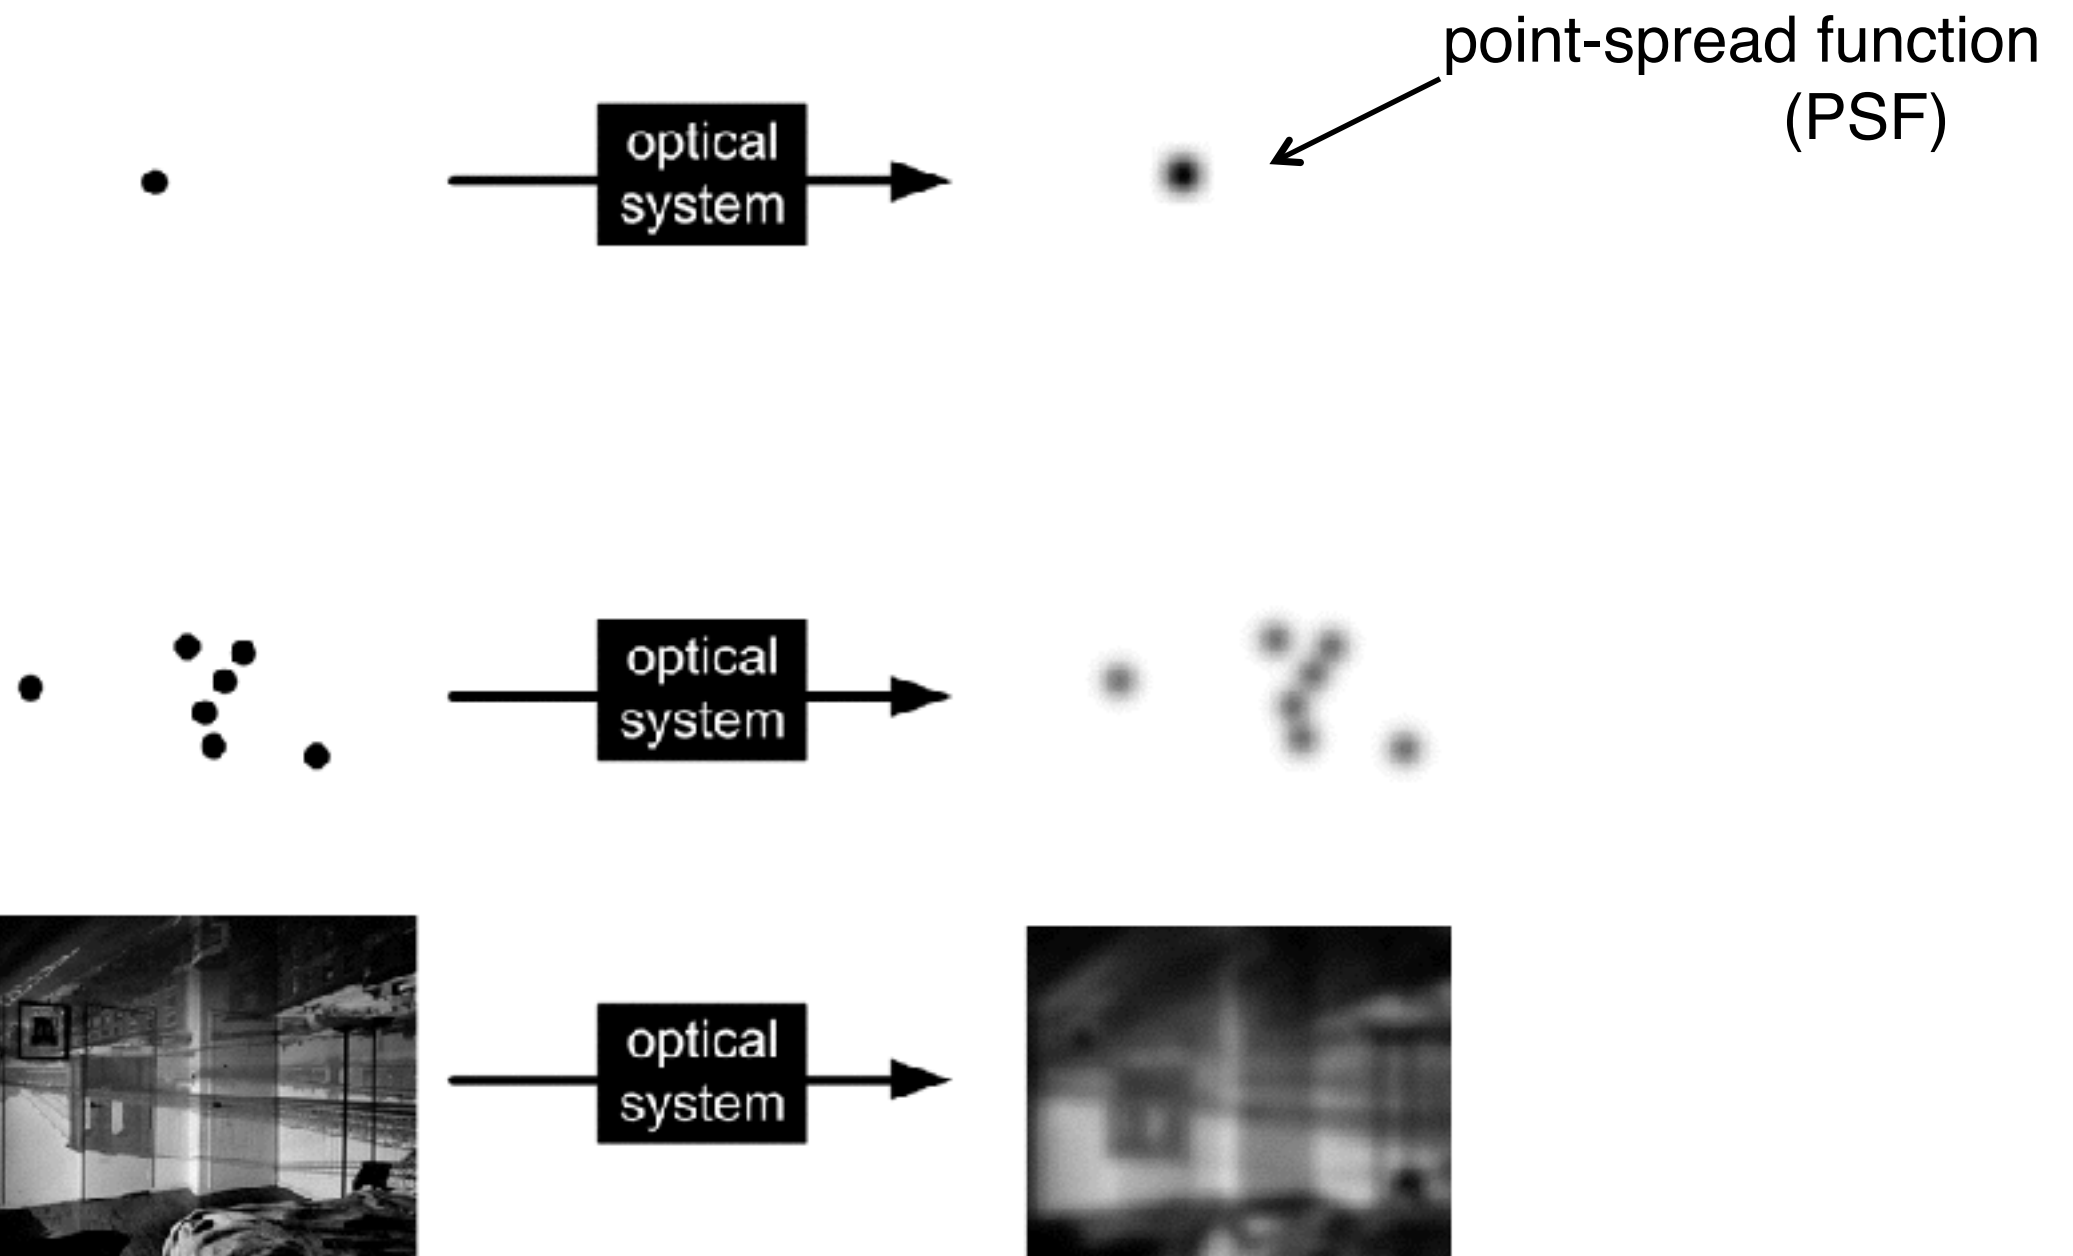 point-spread function
(PSF)
optical
system
optical
system
optical
system